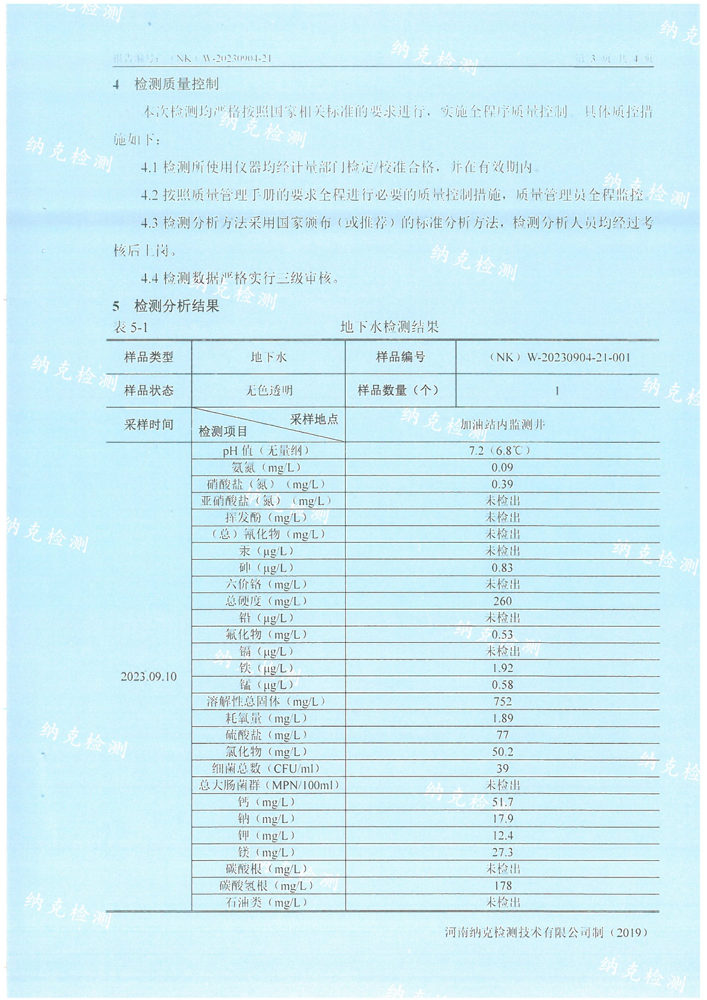 报告编号：（NK）W-20230904-21 第 3 页 共 4 页
4 检测质量控制
本次检测均严格按照国家相关标准的要求进行，实施全程序质量控制。具体质控措
施如下：
4.1 检测所使用仪器均经计量部门检定/校准合格，并在有效期内。
4.2 按照质量管理手册的要求全程进行必要的质量控制措施，质量管理员全程监控。
4.3 检测分析方法采用国家颁布（或推荐）的标准分析方法，检测分析人员均经过考
核后上岗。
4.4 检测数据严格实行三级审核。
5 检测分析结果
表 5-1 地下水检测结果
样品类型 地下水 样品编号 （NK）W-20230904-21-001
样品状态 无色透明 样品数量（个） 1
采样时间 检测项目 采样地点 加油站内监测井
pH 值（无量纲） 7.2（6.8℃）
氨氮（mg/L） 0.09
硝酸盐（氮）（mg/L） 0.39
亚硝酸盐（氮）（mg/L） 未检出
挥发酚（mg/L） 未检出
（总）氰化物（mg/L） 未检出
汞（μg/L） 未检出
砷（μg/L） 0.83
六价铬（mg/L） 未检出
总硬度（mg/L） 260
铅（μg/L） 未检出
氟化物（mg/L） 0.53
镉（μg/L） 未检出
铁（μg/L） 1.92
2023.09.10
锰（μg/L） 0.58
溶解性总固体（mg/L） 752
耗氧量（mg/L） 1.89
硫酸盐（mg/L） 77
氯化物（mg/L） 50.2
细菌总数（CFU/ml） 39
总大肠菌群（MPN/100ml） 未检出
钙（mg/L） 51.7
钠（mg/L） 17.9
钾（mg/L） 12.4
镁（mg/L） 27.3
碳酸根（mg/L） 未检出
碳酸氢根（mg/L） 178
石油类（mg/L） 未检出
河南纳克检测技术有限公司制（2019）
纳克检测